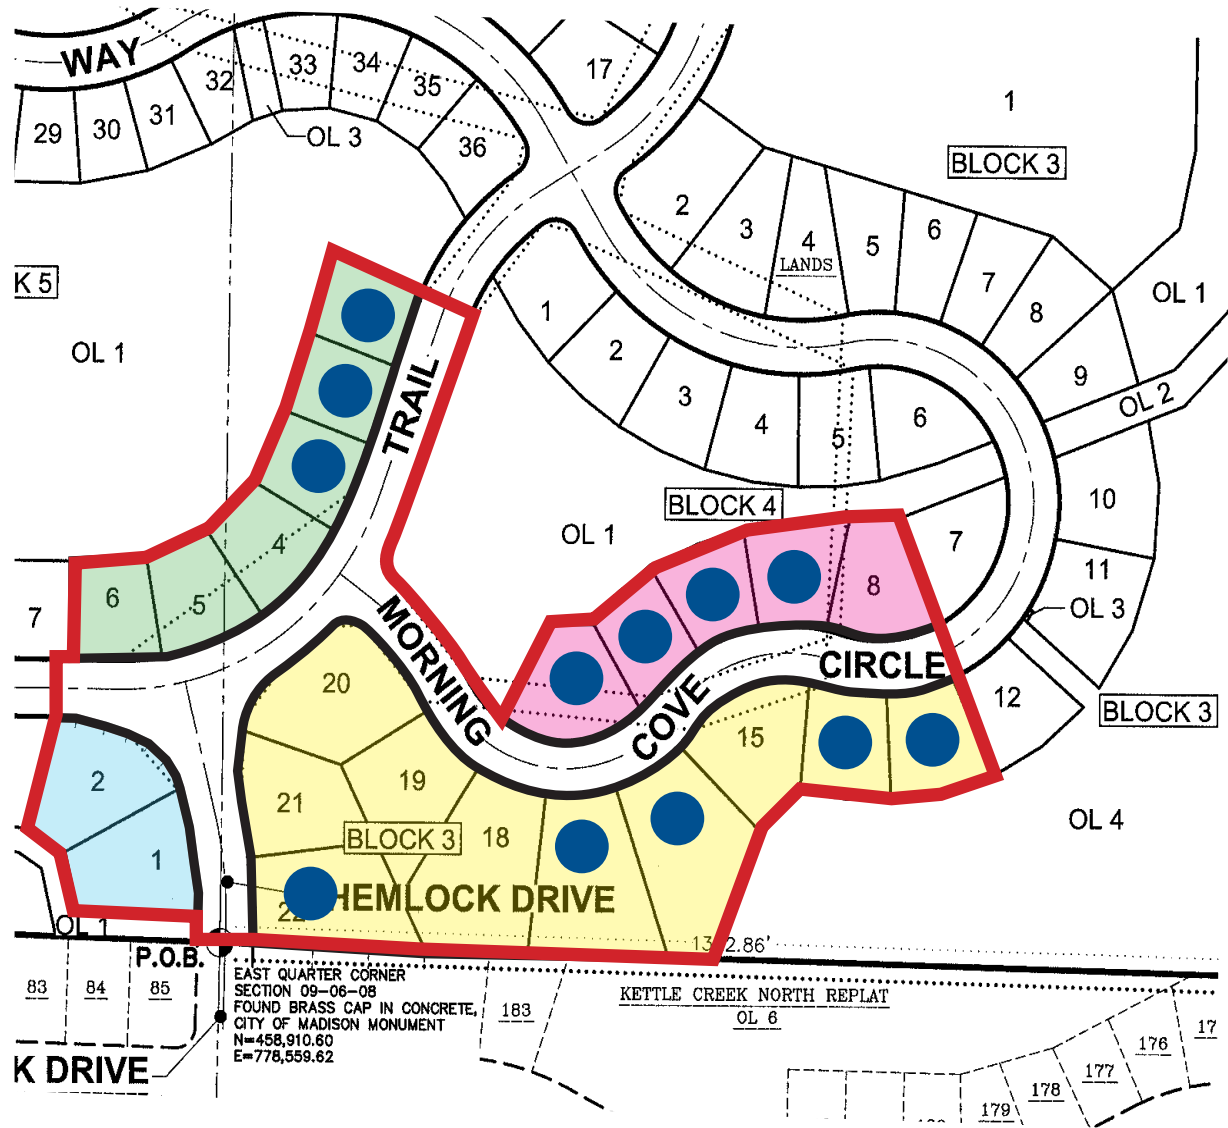 WAY
29
30
31
32
33
34
35
36
OL 3
17
1
BLOCK 3
2
3
4
LANDS
5
6
7
8
9
OL 1
OL 2
10
11
OL 3
12
BLOCK 3
OL 4
K 5
OL 1
TRAIL
1
2
3
4
5
6
7
8
BLOCK 4
OL 1
4
5
6
7
MORNING
COVE
CIRCLE
20
19
21
18
15
BLOCK 3
HEMLOCK DRIVE
22
2
1
OL 1
P.O.B.
83
84
85
K DRIVE
EAST QUARTER CORNER
SECTION 09-06-08
FOUND BRASS CAP IN CONCRETE,
CITY OF MADISON MONUMENT
N=458,910.60
E=778,559.62
183
KETTLE CREEK NORTH REPLAT
OL 6
179
178
177
176
17